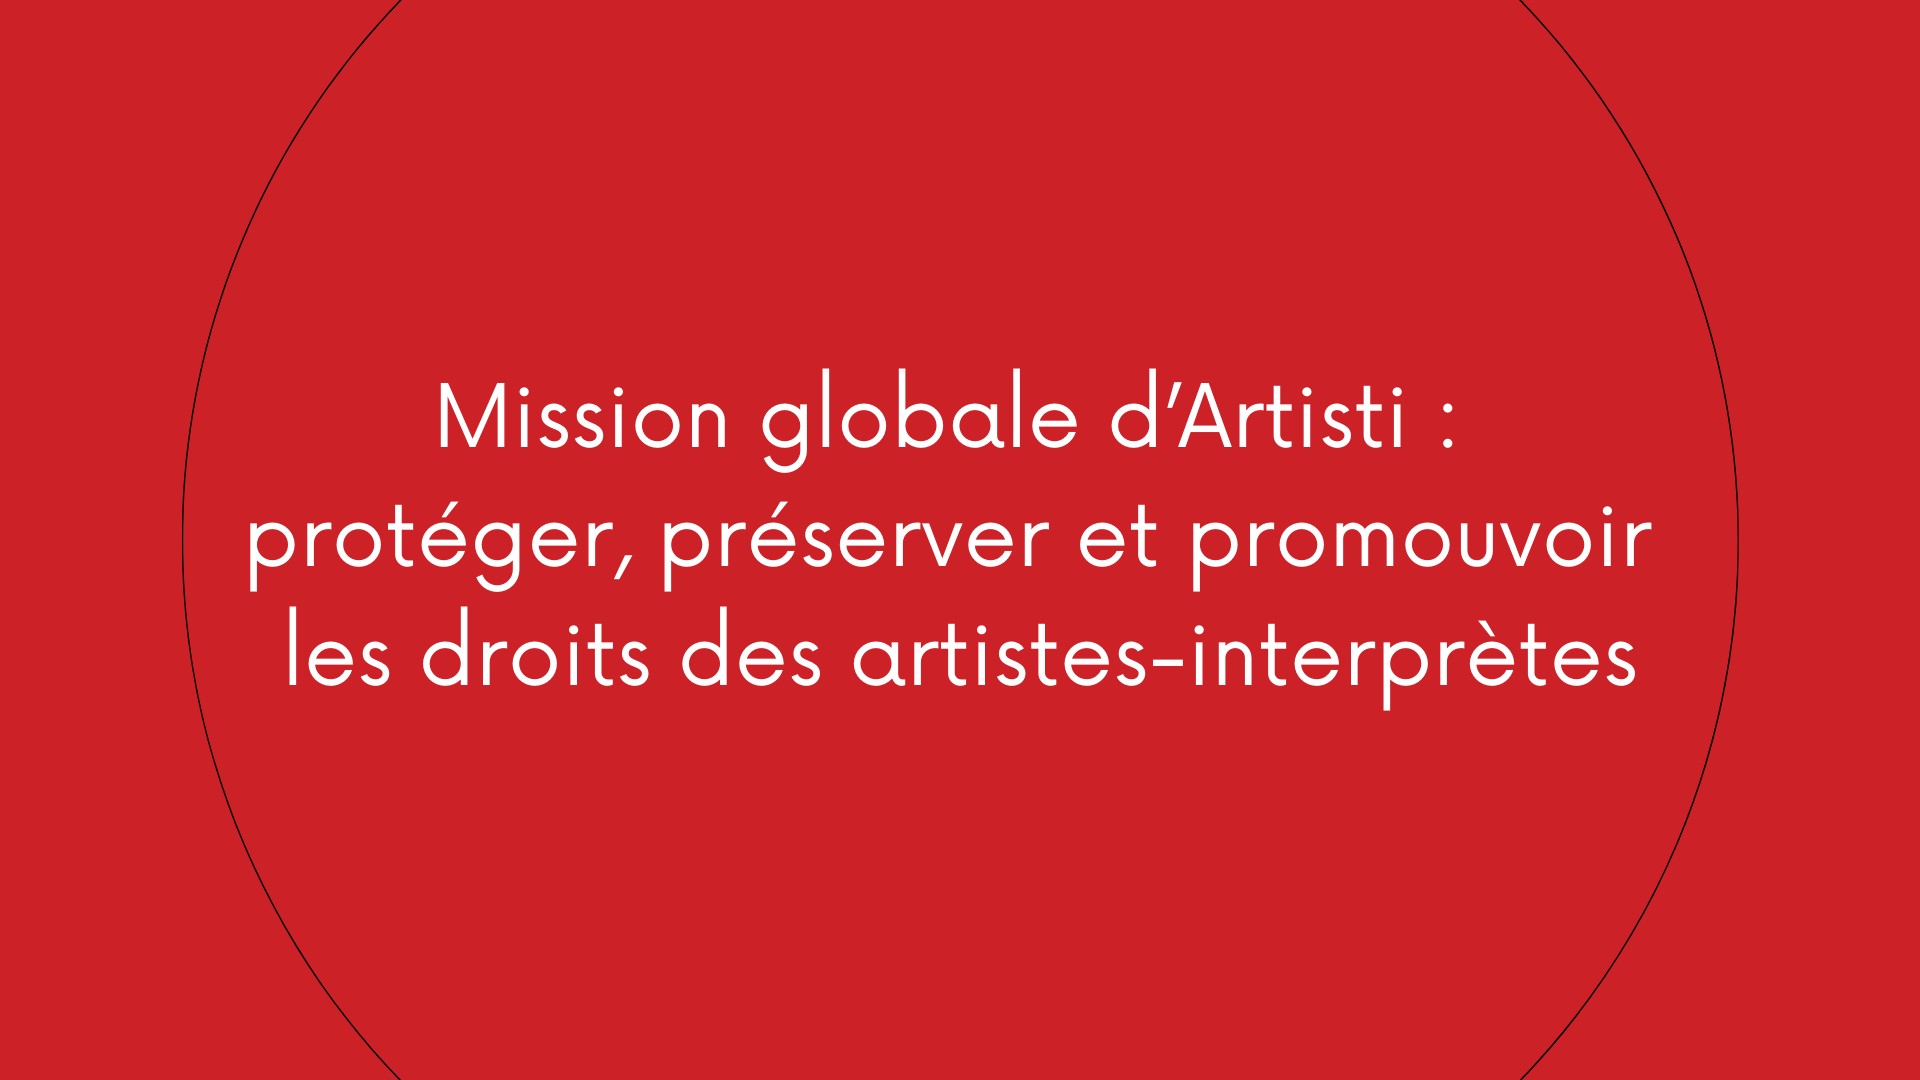 Mission globale d'Artisti :
protéger, préserver et promouvoir
les droits des artistes-interprètes